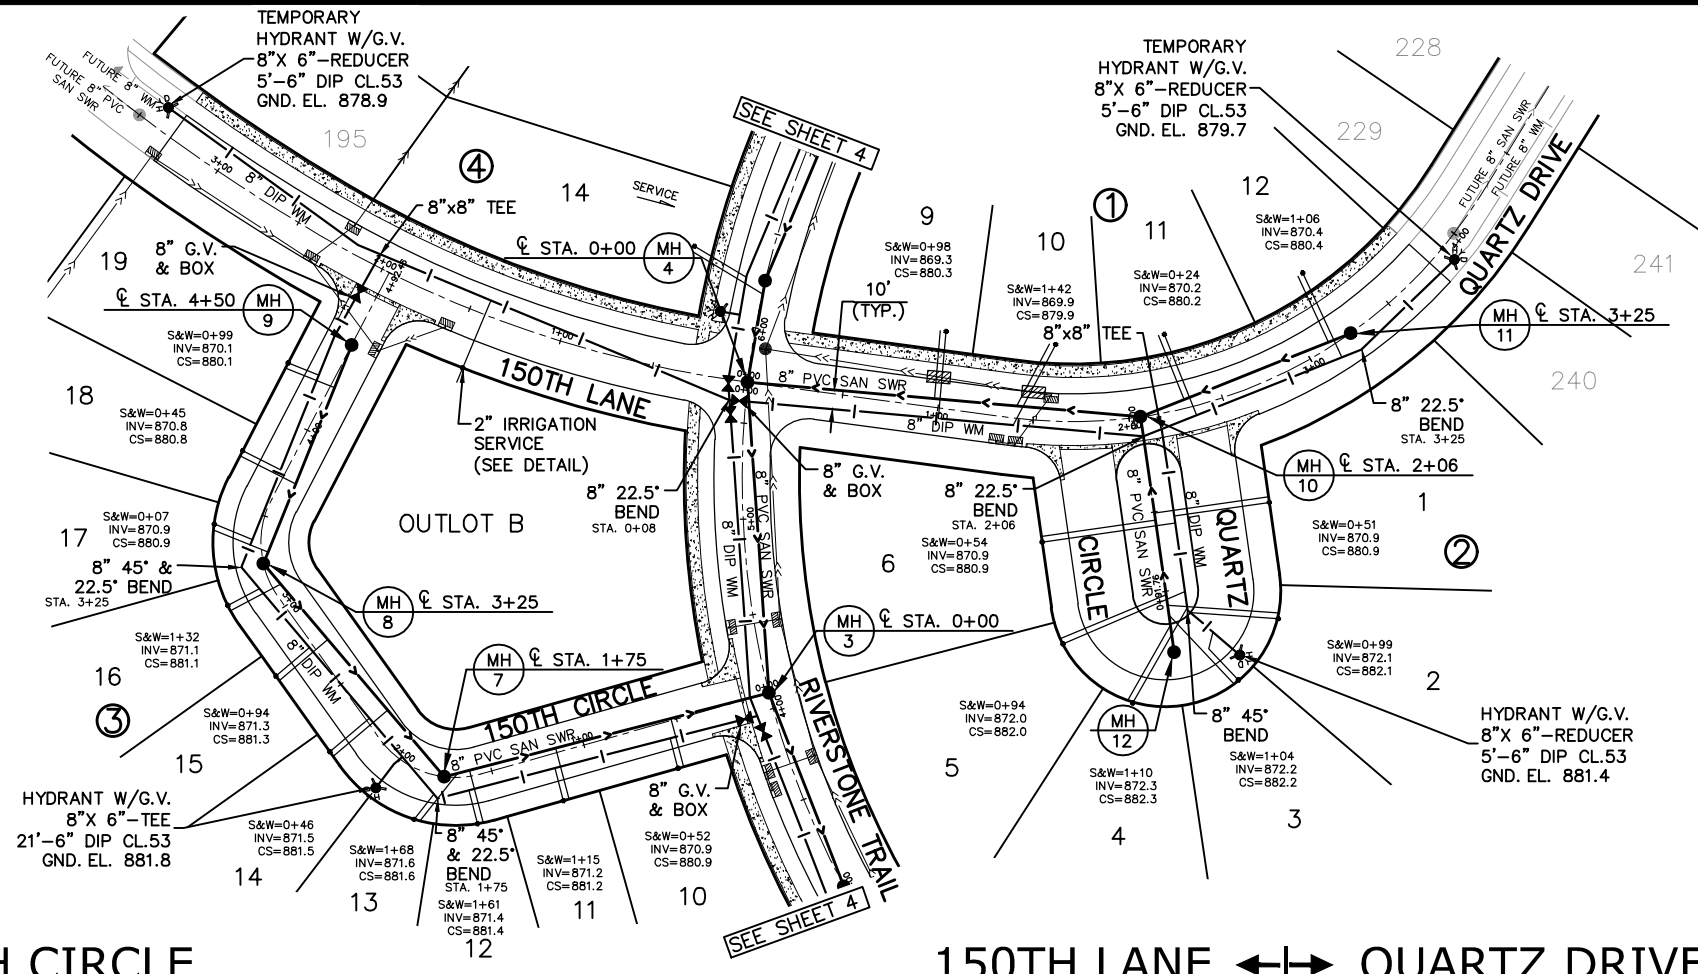 TEMPORARY
HYDRANT W/G.V.
8"X 6"-REDUCER
5'-6" DIP CL.53
GND. EL. 878.9
FUTURE 8" WM
FUTURE 8" PVC
SAN SWR
195
3+00
8" DIP WM
4
14
SERVICE
8"x8" TEE
SEE SHEET 4
TEMPORARY
HYDRANT W/G.V.
8"X 6"-REDUCER
5'-6" DIP CL.53
GND. EL. 879.7
228
229
12
S&W=1+06
INV=870.4
CS=880.4
1
11
S&W=0+24
INV=870.2
CS=880.2
10
S&W=1+42
INV=869.9
CS=879.9
8"x8" TEE
9
S&W=0+98
INV=869.3
CS=880.3
10'
(TYP.)
FUTURE 8" SAN SWR
FUTURE 8" WM
QUARTZ DRIVE
241
240
MH
11
℄ STA. 3+25
8" 22.5°
BEND
STA. 3+25
3+00
MH
10
℄ STA. 2+06
19
8" G.V.
& BOX
℄ STA. 4+50
MH
9
S&W=0+99
INV=870.1
CS=880.1
℄ STA. 0+00
MH
4
1+00
150TH LANE
2" IRRIGATION
SERVICE
(SEE DETAIL)
8" PVC SAN SWR
1+00
8" DIP WM
18
S&W=0+45
INV=870.8
CS=880.8
4+00
17
S&W=0+07
INV=870.9
CS=880.9
8" 45° &
22.5° BEND
STA. 3+25
OUTLOT B
8" 22.5°
BEND
STA. 0+08
8" G.V.
& BOX
8" 22.5°
BEND
STA. 2+06
5+00
8" DIP WM
8" PVC SAN SWR
6
S&W=0+54
INV=870.9
CS=880.9
8" PVC SAN SWR
8" DIP WM
QUARTZ
CIRCLE
1
S&W=0+51
INV=870.9
CS=880.9
2
MH
8
℄ STA. 3+25
3+00
8" DIP WM
16
S&W=1+32
INV=871.1
CS=881.1
3
MH
7
℄ STA. 1+75
MH
3
℄ STA. 0+00
150TH CIRCLE
8" PVC SAN SWR
1+00
2+00
4+00
RIVERSTONE TRAIL
S&W=0+99
INV=872.1
CS=882.1
2
S&W=0+94
INV=871.3
CS=881.3
15
HYDRANT W/G.V.
8"X 6"-TEE
21'-6" DIP CL.53
GND. EL. 881.8
S&W=0+46
INV=871.5
CS=881.5
14
S&W=1+68
INV=871.6
CS=881.6
13
8" 45°
& 22.5°
BEND
STA. 1+75
S&W=1+61
INV=871.4
CS=881.4
12
S&W=1+15
INV=871.2
CS=881.2
11
8" G.V.
& BOX
S&W=0+52
INV=870.9
CS=880.9
10
SEE SHEET 4
S&W=0+94
INV=872.0
CS=882.0
5
MH
12
S&W=1+10
INV=872.3
CS=882.3
4
8" 45°
BEND
S&W=1+04
INV=872.2
CS=882.2
3
HYDRANT W/G.V.
8"X 6"-REDUCER
5'-6" DIP CL.53
GND. EL. 881.4
H CIRCLE
150TH LANE
QUARTZ DRIVE